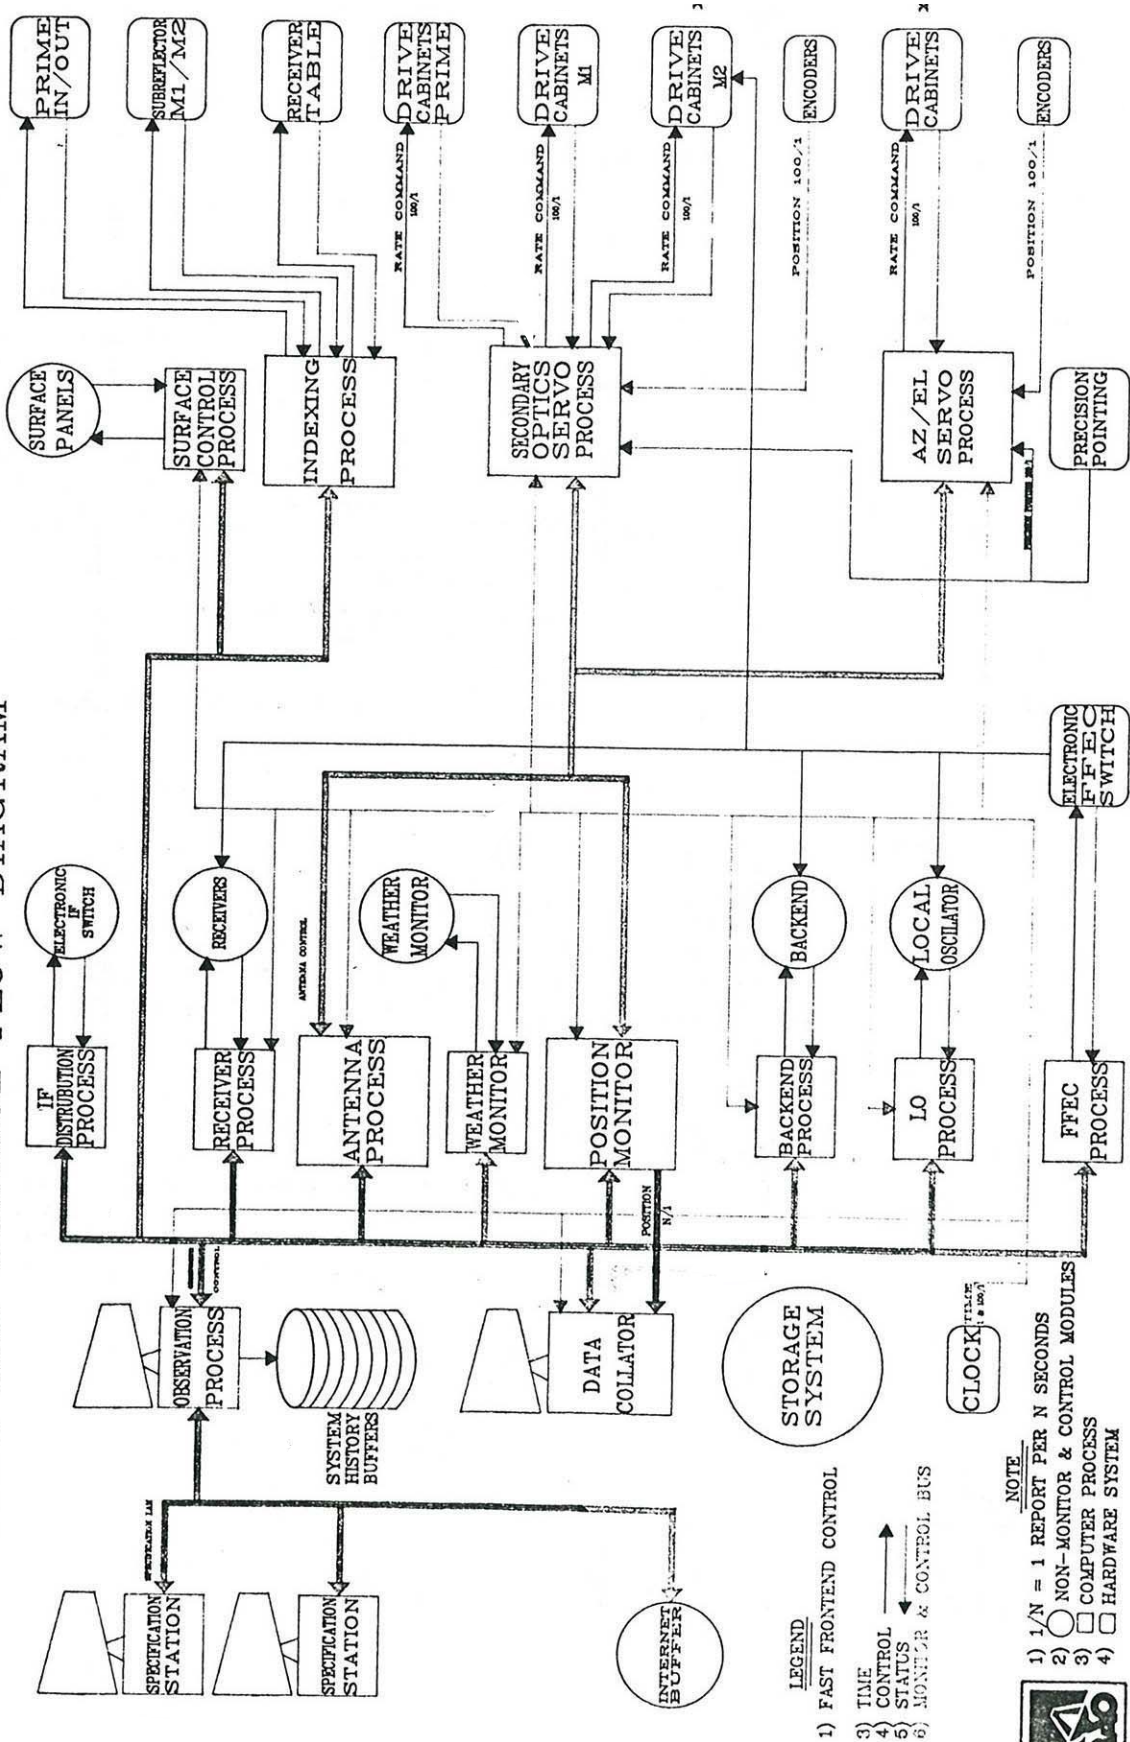 PRIME
IN/OUT
SUBREFLECTOR
M1/M2
RECEIVER
TABLE
DRIVE
CABINETS
PRIME
DRIVE
CABINETS
M1
DRIVE
CABINETS
M2
ENCODERS
DRIVE
CABINETS
ENCODERS
RATE COMMAND
100/1
RATE COMMAND
100/1
RATE COMMAND
100/1
POSITION 100/1
RATE COMMAND
100/1
POSITION 100/1
SURFACE
PANELS
SURFACE
CONTROL
PROCESS
INDEXING
PROCESS
SECONDARY
OPTICS
SERVO
PROCESS
AZ/EL
SERVO
PROCESS
PRECISION
POINTING
FLOW DIAGRAM
ELECTRONIC
IF
SWITCH
RECEIVERS
ANTENNA CONTROL
WEATHER
MONITOR
BACKEND
LOCAL
OSCILATOR
ELECTRONIC
FFEC
SWITCH
IF
DISTRIBUTION
PROCESS
RECEIVER
PROCESS
ANTENNA
PROCESS
WEATHER
MONITOR
POSITION
MONITOR
BACKEND
PROCESS
LO
PROCESS
FFEC
PROCESS
POSITION
N/1
CONTROL
OBSERVATION
PROCESS
SYSTEM
HISTORY
BUFFERS
DATA
COLLATOR
STORAGE
SYSTEM
CLOCK
SPECIFICATION
STATION
SPECIFICATION
STATION
INTERNET
BUFFER
LEGEND
1) FAST FRONTEND CONTROL
3) TIME
4) CONTROL
5) STATUS
6) MONITOR & CONTROL BUS
NOTE
1) 1/N = 1 REPORT PER N SECONDS
2) NON-MONITOR & CONTROL MODULES
3) COMPUTER PROCESS
4) HARDWARE SYSTEM